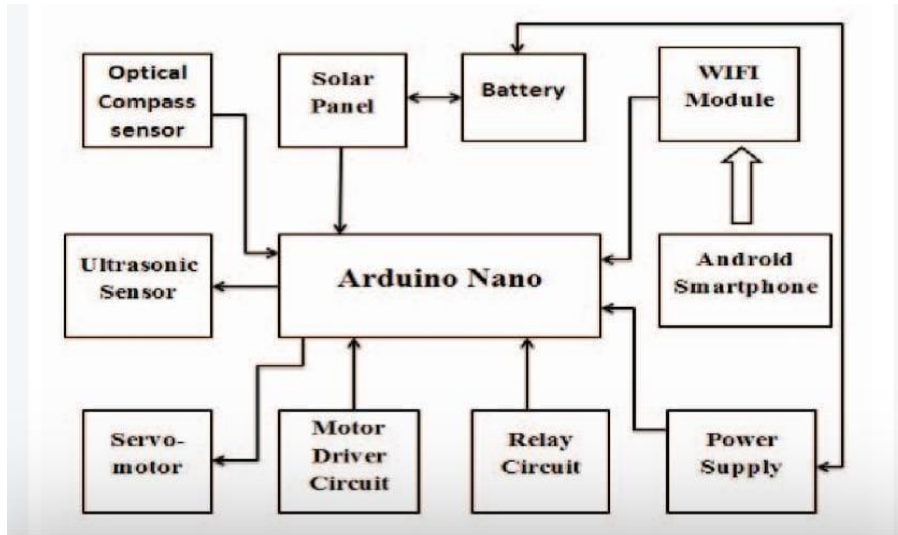 Optical
Compass
sensor
Solar
Panel
Battery
WIFI
Module
Ultrasonic
Sensor
Arduino Nano
Android
Smartphone
Servo-
motor
Motor
Driver
Circuit
Relay
Circuit
Power
Supply